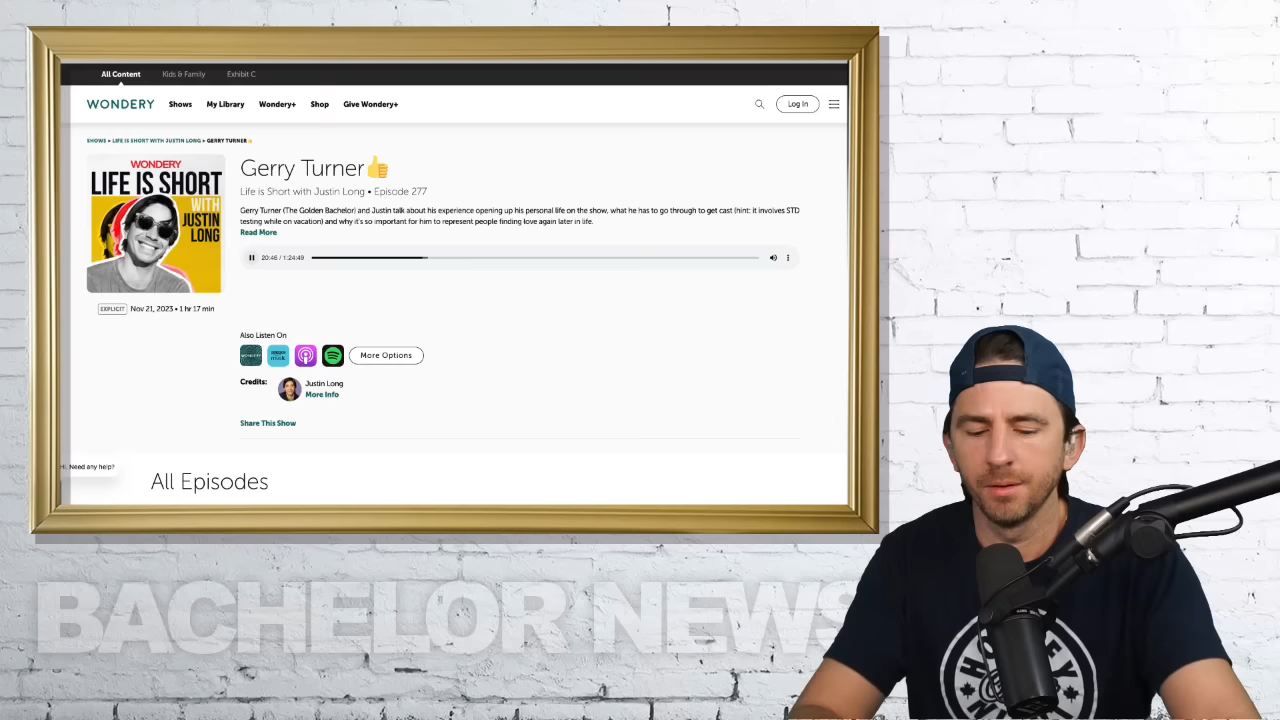 All Content Kids & Family Exhibit C
WONDERY Shows My Library Wondery+ Shop Give Wondery+ Log In
SHOWS • LIFE IS SHORT WITH JUSTIN LONG • GERRY TURNER👍
WONDERY
LIFE IS SHORT
WITH
JUSTIN
LONG
EXPLICIT Nov 21, 2023 • 1 hr 17 min
Gerry Turner👍
Life is Short with Justin Long • Episode 277
Gerry Turner (The Golden Bachelor) and Justin talk about his experience opening up his personal life on the show, what he has to go through to get cast (hint: it involves STD
testing while on vacation) and why it's so important for him to represent people finding love again later in life.
Read More
20:46 / 1:24:49
Also Listen On
WONDERY
amazon
music
More Options
Credits:
Justin Long
More Info
Share This Show
Hi. Need any help?
All Episodes
BACHELOR NEWS